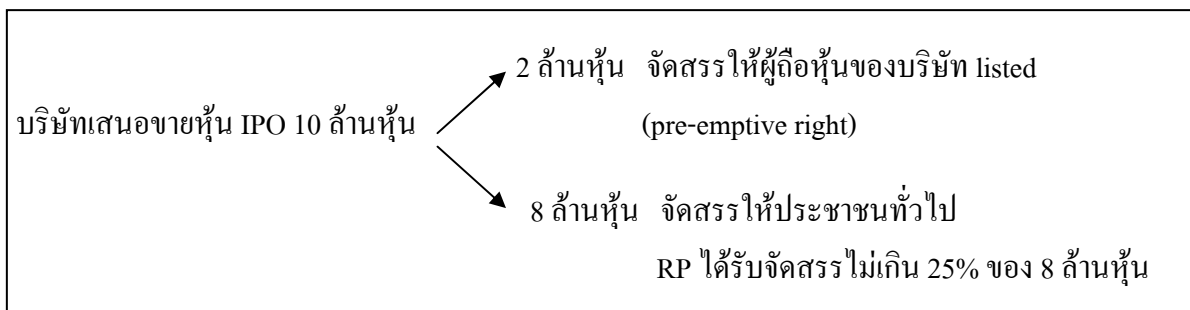 2 ล้านหุ้น จัดสรรให้ผู้ถือหุ้นของบริษัท listed
บริษัทเสนอขายหุ้น IPO 10 ล้านหุ้น
(pre-emptive right)
8 ล้านหุ้น จัดสรรให้ประชาชนทั่วไป
RP ได้รับจัดสรรไม่เกิน 25% ของ 8 ล้านหุ้น